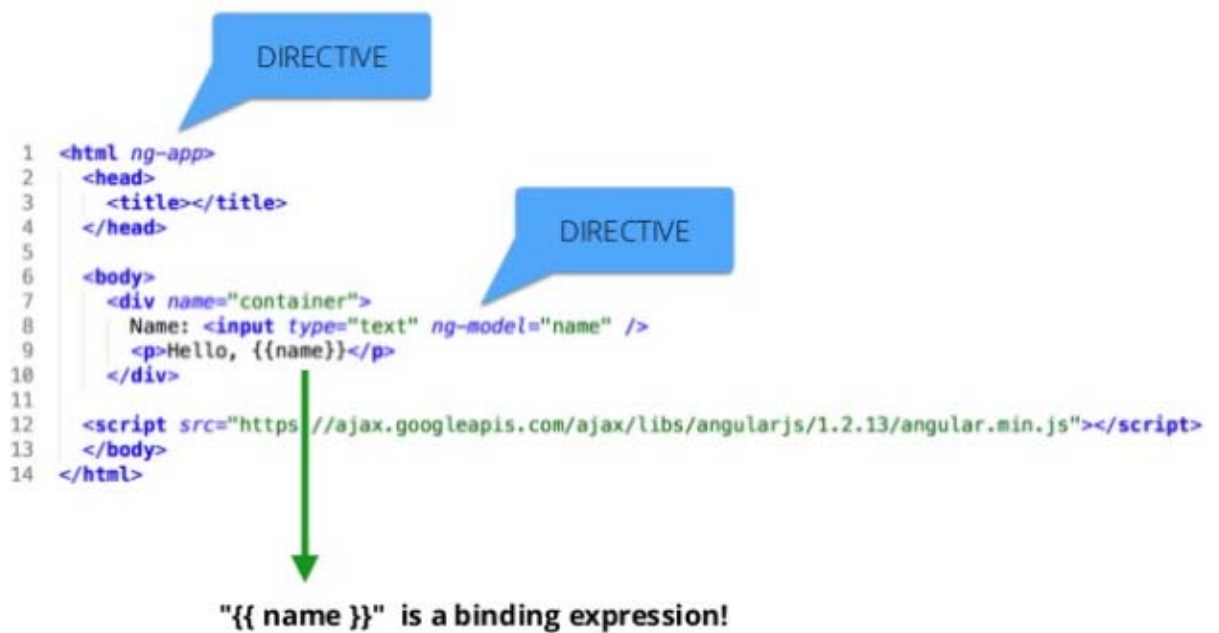 DIRECTIVE
1 <html ng-app>
2 <head>
3 <title></title>
4 </head>
5
DIRECTIVE
6 <body>
7 <div name="container">
8 Name: <input type="text" ng-model="name" />
9 <p>Hello, {{name}}</p>
10 </div>
11
12 <script src="https://ajax.googleapis.com/ajax/libs/angularjs/1.2.13/angular.min.js"></script>
13 </body>
14 </html>
"{{ name }}" is a binding expression!